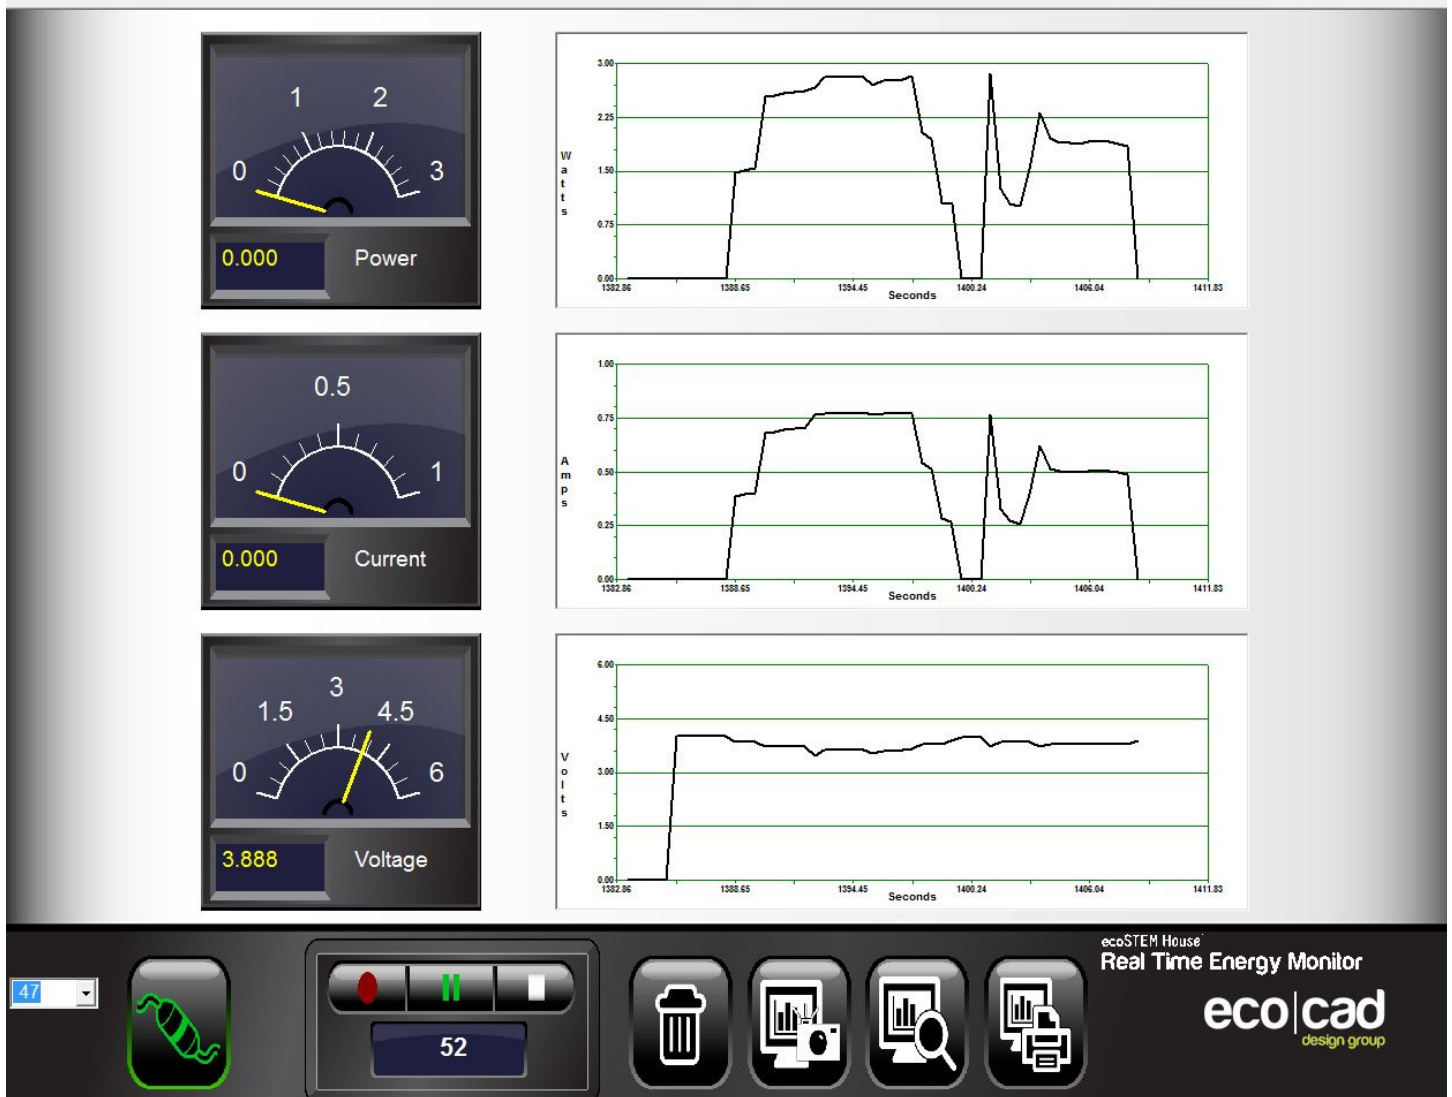 1 2
0 3
0.000 Power
3.00
2.25
1.50
0.75
0.00
Watts
1382.86 1388.65 1394.45 1400.24 1406.04 1411.83
Seconds
0.5
0 1
0.000 Current
1.00
0.75
0.50
0.25
0.00
Amps
1382.86 1388.65 1394.45 1400.24 1406.04 1411.83
Seconds
3
1.5 4.5
0 6
3.888 Voltage
6.00
4.50
3.00
1.50
0.00
Volts
1382.86 1388.65 1394.45 1400.24 1406.04 1411.83
Seconds
47
52
ecoSTEM House
Real Time Energy Monitor
eco|cad
design group